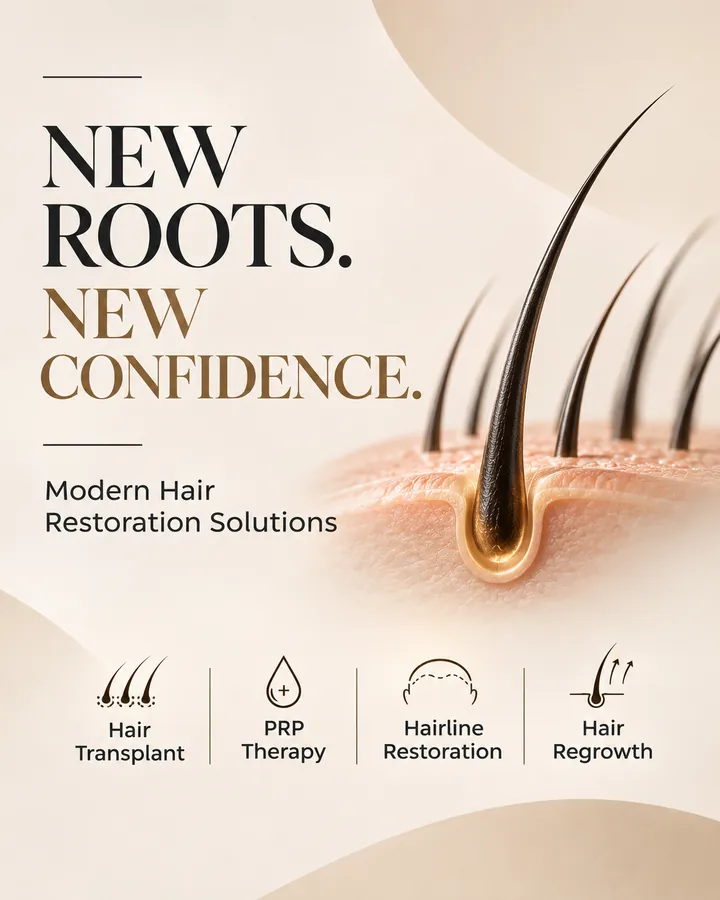 NEW
ROOTS.
NEW
CONFIDENCE.
Modern Hair
Restoration Solutions
Hair
Transplant
PRP
Therapy
Hairline
Restoration
Hair
Regrowth